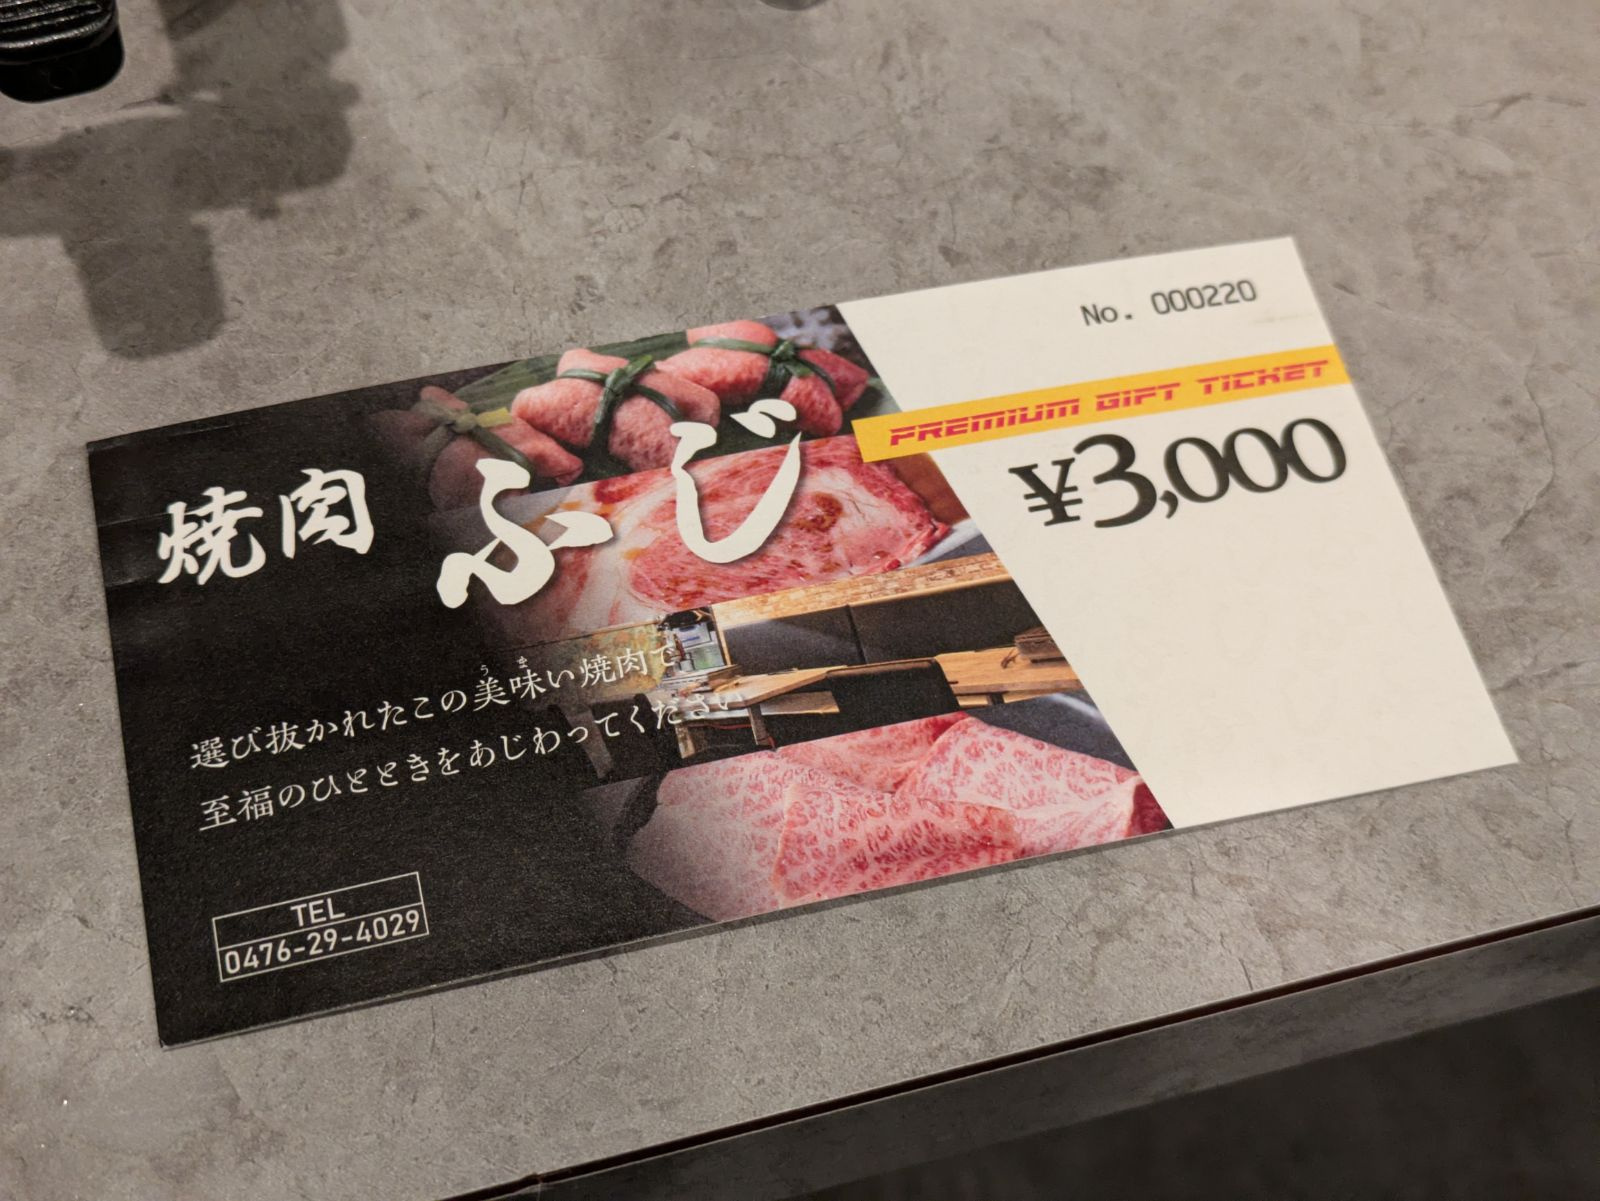 No. 000220
PREMIUM GIFT TICKET
¥3,000
焼肉 ふじ
選び抜かれたこの美味い焼肉で
うま
至福のひとときをあじわってください
TEL
0476-29-4029